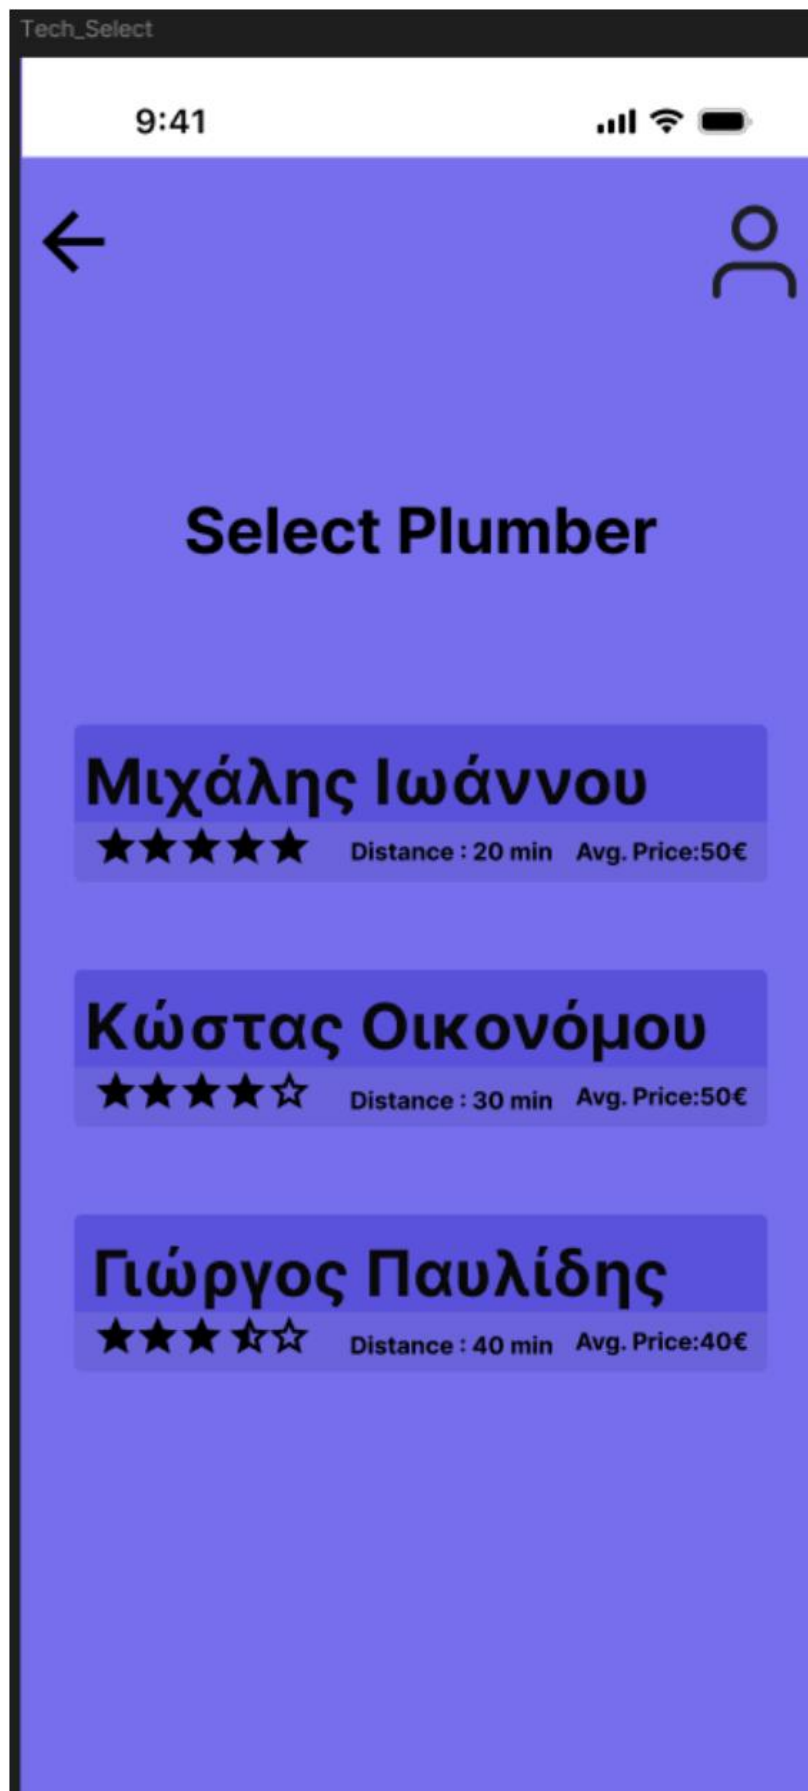 Tech_Select
9:41
Select Plumber
Μιχάλης Ιωάννου
Distance : 20 min Avg. Price:50€
Κώστας Οικονόμου
Distance : 30 min Avg. Price:50€
Γιώργος Παυλίδης
Distance : 40 min Avg. Price:40€